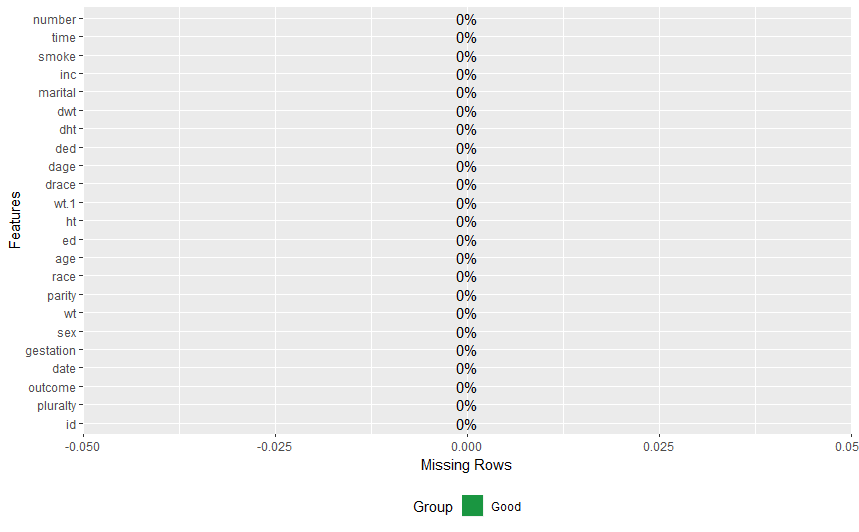 number 0%
time 0%
smoke 0%
inc 0%
marital 0%
dwt 0%
dht 0%
ded 0%
dage 0%
drace 0%
wt.1 0%
ht 0%
ed 0%
age 0%
race 0%
parity 0%
wt 0%
sex 0%
gestation 0%
date 0%
outcome 0%
pluralty 0%
id 0%
Features
-0.050 -0.025 0.000 0.025 0.05
Missing Rows
Group Good